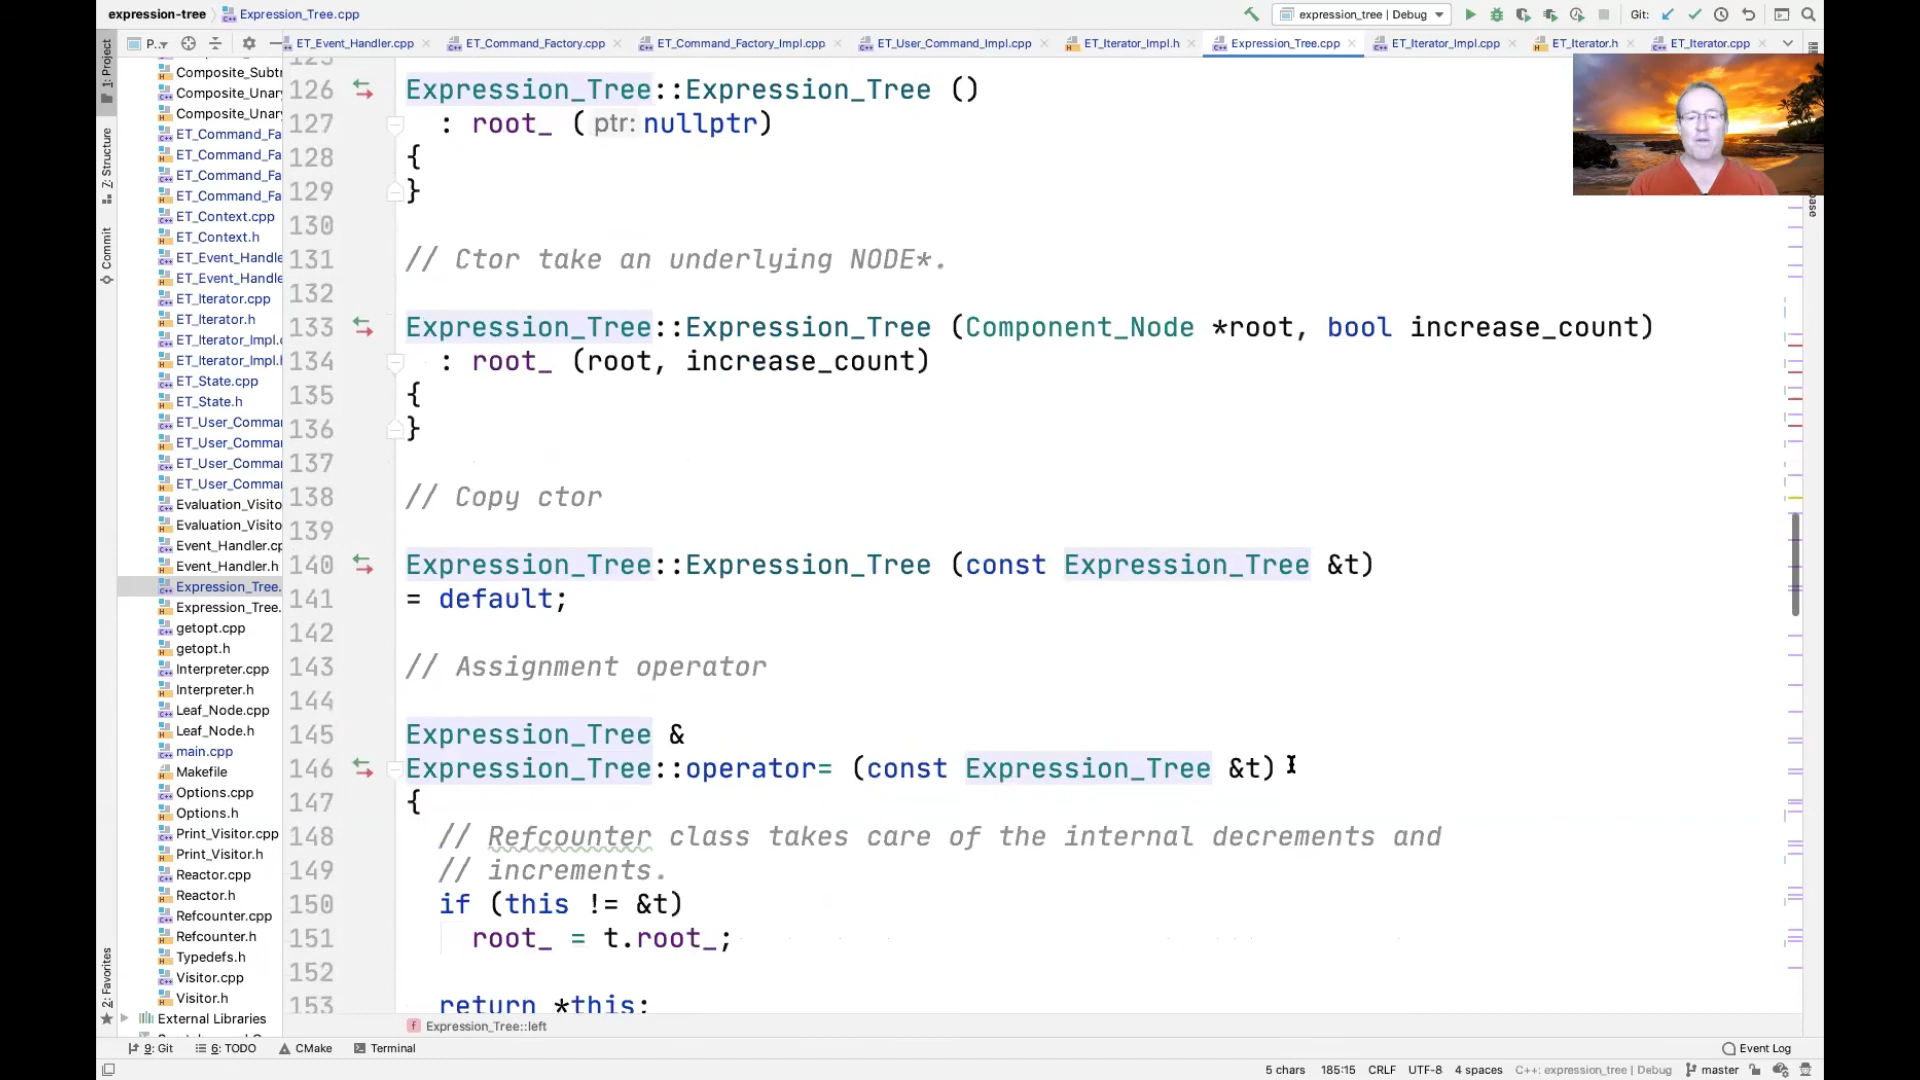 expression-tree
Expression_Tree.cpp
expression_tree | Debug
Git:
1: Project
P..
ET_Event_Handler.cpp
ET_Command_Factory.cpp
ET_Command_Factory_Impl.cpp
ET_User_Command_Impl.cpp
ET_Iterator_Impl.h
Expression_Tree.cpp
ET_Iterator_Impl.cpp
ET_Iterator.h
ET_Iterator.cpp
Z: Structure
Commit
2: Favorites
Composite_Subtr
Composite_Unary
Composite_Unary
ET_Command_Fa
ET_Command_Fa
ET_Command_Fa
ET_Command_Fa
ET_Context.cpp
ET_Context.h
ET_Event_Handle
ET_Event_Handle
ET_Iterator.cpp
ET_Iterator.h
ET_Iterator_Impl.c
ET_Iterator_Impl.h
ET_State.cpp
ET_State.h
ET_User_Comma
ET_User_Comma
ET_User_Comma
ET_User_Comma
Evaluation_Visito
Evaluation_Visito
Event_Handler.cp
Event_Handler.h
Expression_Tree.
Expression_Tree.
getopt.cpp
getopt.h
Interpreter.cpp
Interpreter.h
Leaf_Node.cpp
Leaf_Node.h
main.cpp
Makefile
Options.cpp
Options.h
Print_Visitor.cpp
Print_Visitor.h
Reactor.cpp
Reactor.h
Refcounter.cpp
Refcounter.h
Typedefs.h
Visitor.cpp
Visitor.h
External Libraries
125
126 Expression_Tree::Expression_Tree ()
127 : root_ ( ptr: nullptr)
128 {
129 }
130
131 // Ctor take an underlying NODE*.
132
133 Expression_Tree::Expression_Tree (Component_Node *root, bool increase_count)
134 : root_ (root, increase_count)
135 {
136 }
137
138 // Copy ctor
139
140 Expression_Tree::Expression_Tree (const Expression_Tree &t)
141 = default;
142
143 // Assignment operator
144
145 Expression_Tree &
146 Expression_Tree::operator= (const Expression_Tree &t)
147 {
148 // Refcounter class takes care of the internal decrements and
149 // increments.
150 if (this != &t)
151 root_ = t.root_;
152
153 return *this;
f Expression_Tree::left
9: Git
6: TODO
CMake
Terminal
Event Log
5 chars
185:15
CRLF
UTF-8
4 spaces
C++: expression_tree | Debug
master